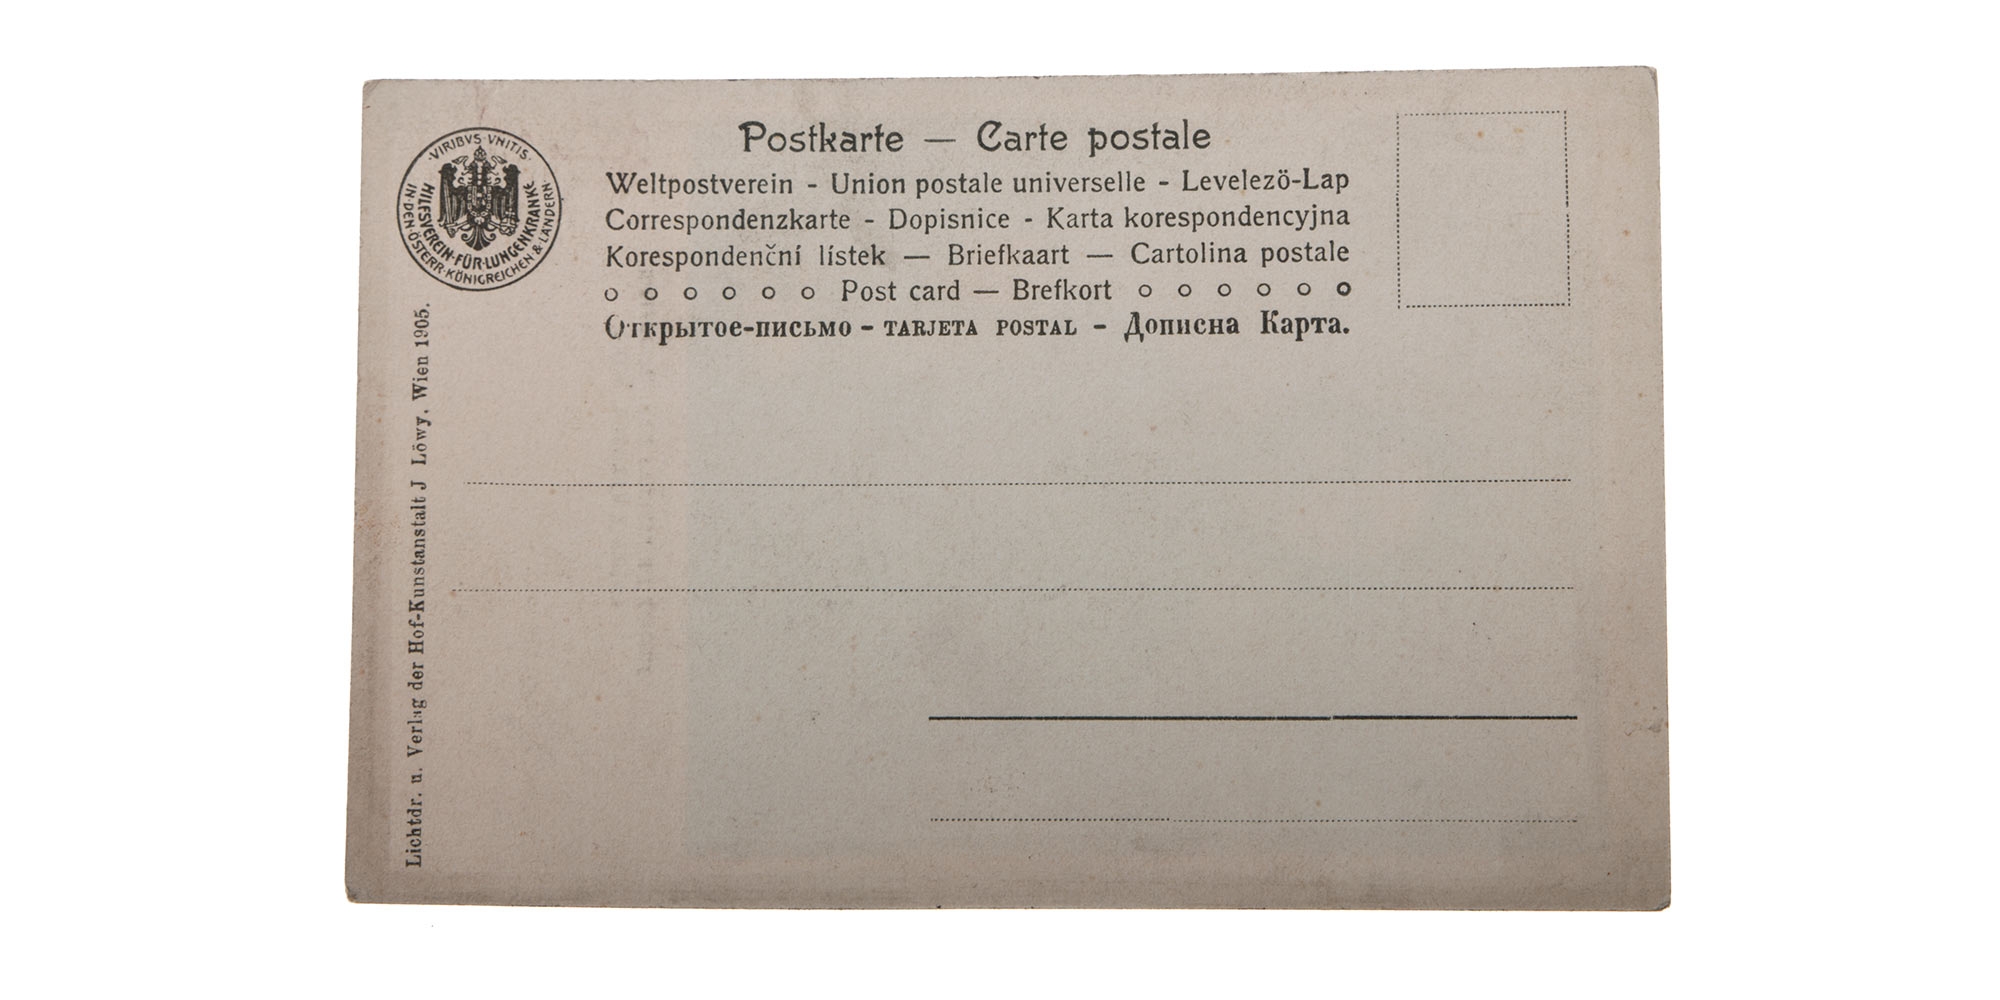 ·VIRIBVS·VNITIS·
HILFSVEREIN·FÜR·LUNGENKRANKE
IN·DEN·ÖSTERR·KÖNIGREICHEN & LÄNDERN
Postkarte — Carte postale
Weltpostverein - Union postale universelle - Levelezö-Lap
Correspondenzkarte - Dopisnice - Karta korespondencyjna
Korespondenční lístek — Briefkaart — Cartolina postale
Post card — Brefkort
Открытое-письмо - TARJETA POSTAL - Дописна Карта.
Lichtdr. u. Verlag der Hof-Kunstanstalt J Löwy, Wien 1905.